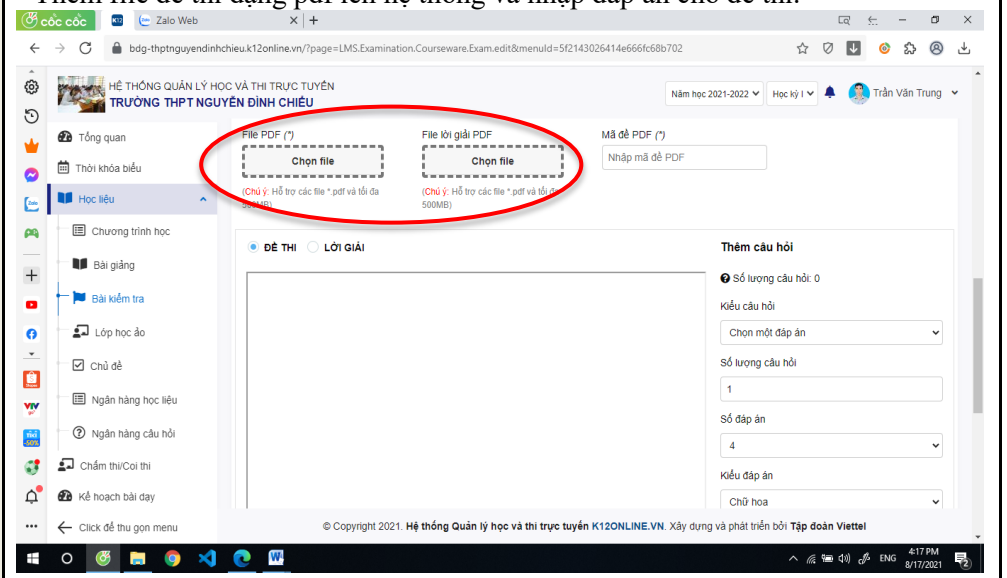 Thêm file đề thi dạng pdf lên hệ thống và nhập đáp án cho đề thi.
cốc cốc
K12
Zalo Web
bdg-thptnguyendinhchieu.k12online.vn/?page=LMS.Examination.Courseware.Exam.edit&menuId=5f2143026414e666fc68b702
HỆ THỐNG QUẢN LÝ HỌC VÀ THI TRỰC TUYẾN
TRƯỜNG THPT NGUYỄN ĐÌNH CHIỂU
Năm học 2021-2022
Học kỳ I
Trần Văn Trung
Tổng quan
Thời khóa biểu
Học liệu
Chương trình học
Bài giảng
Bài kiểm tra
Lớp học ảo
Chủ đề
Ngân hàng học liệu
Ngân hàng câu hỏi
Chấm thi/Coi thi
Kế hoạch bài dạy
Click để thu gọn menu
File PDF (*)
File lời giải PDF
Mã đề PDF (*)
Chọn file
Chọn file
Nhập mã đề PDF
(Chú ý: Hỗ trợ các file *.pdf và tối đa
500MB)
(Chú ý: Hỗ trợ các file *.pdf và tối đa
500MB)
ĐỀ THI
LỜI GIẢI
Thêm câu hỏi
Số lượng câu hỏi: 0
Kiểu câu hỏi
Chọn một đáp án
Số lượng câu hỏi
1
Số đáp án
4
Kiểu đáp án
Chữ hoa
© Copyright 2021. Hệ thống Quản lý học và thi trực tuyến K12ONLINE.VN. Xây dựng và phát triển bởi Tập đoàn Viettel
Zalo
VTV
TIKI
-50%
ENG
4:17 PM
8/17/2021
2